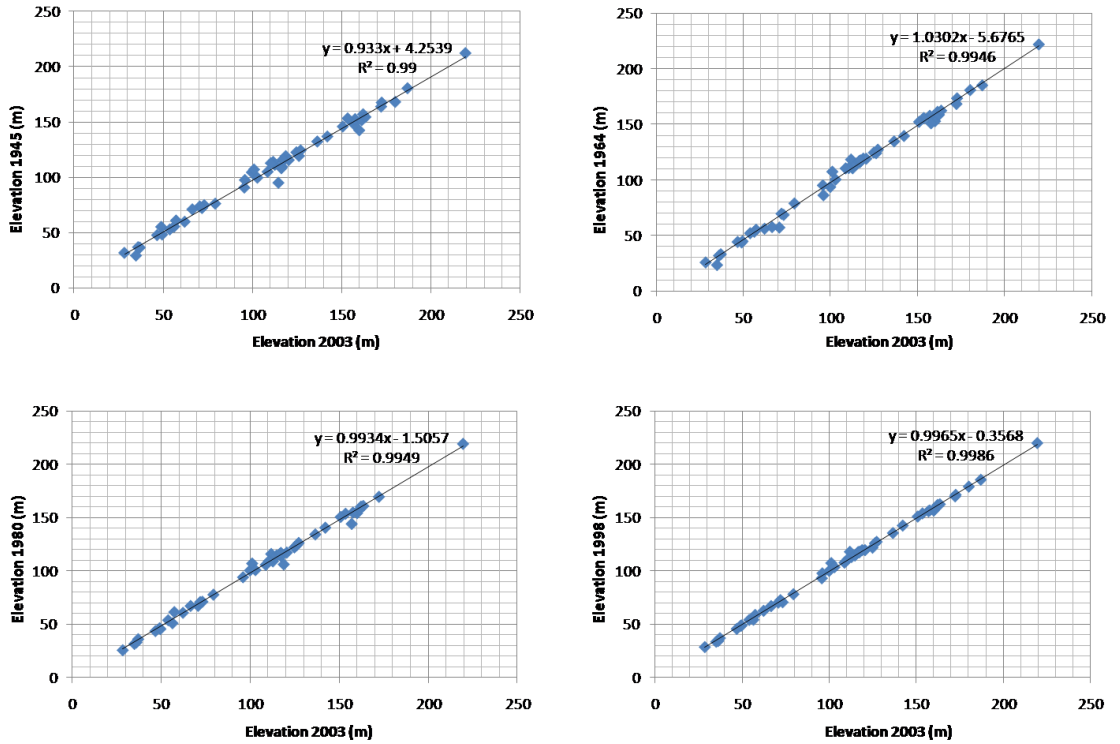 y = 0.933x + 4.2539
R² = 0.99
Elevation 1945 (m)
250
200
150
100
50
0
0 50 100 150 200 250
Elevation 2003 (m)
y = 1.0302x - 5.6765
R² = 0.9946
Elevation 1964 (m)
250
200
150
100
50
0
0 50 100 150 200 250
Elevation 2003 (m)
y = 0.9934x - 1.5057
R² = 0.9949
Elevation 1980 (m)
250
200
150
100
50
0
0 50 100 150 200 250
Elevation 2003 (m)
y = 0.9965x - 0.3568
R² = 0.9986
Elevation 1998 (m)
250
200
150
100
50
0
0 50 100 150 200 250
Elevation 2003 (m)